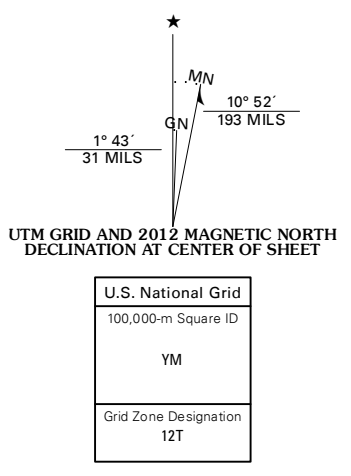 ★
MN
GN
10° 52´
193 MILS
1° 43´
31 MILS
UTM GRID AND 2012 MAGNETIC NORTH
DECLINATION AT CENTER OF SHEET
U.S. National Grid
100,000-m Square ID
YM
Grid Zone Designation
12T